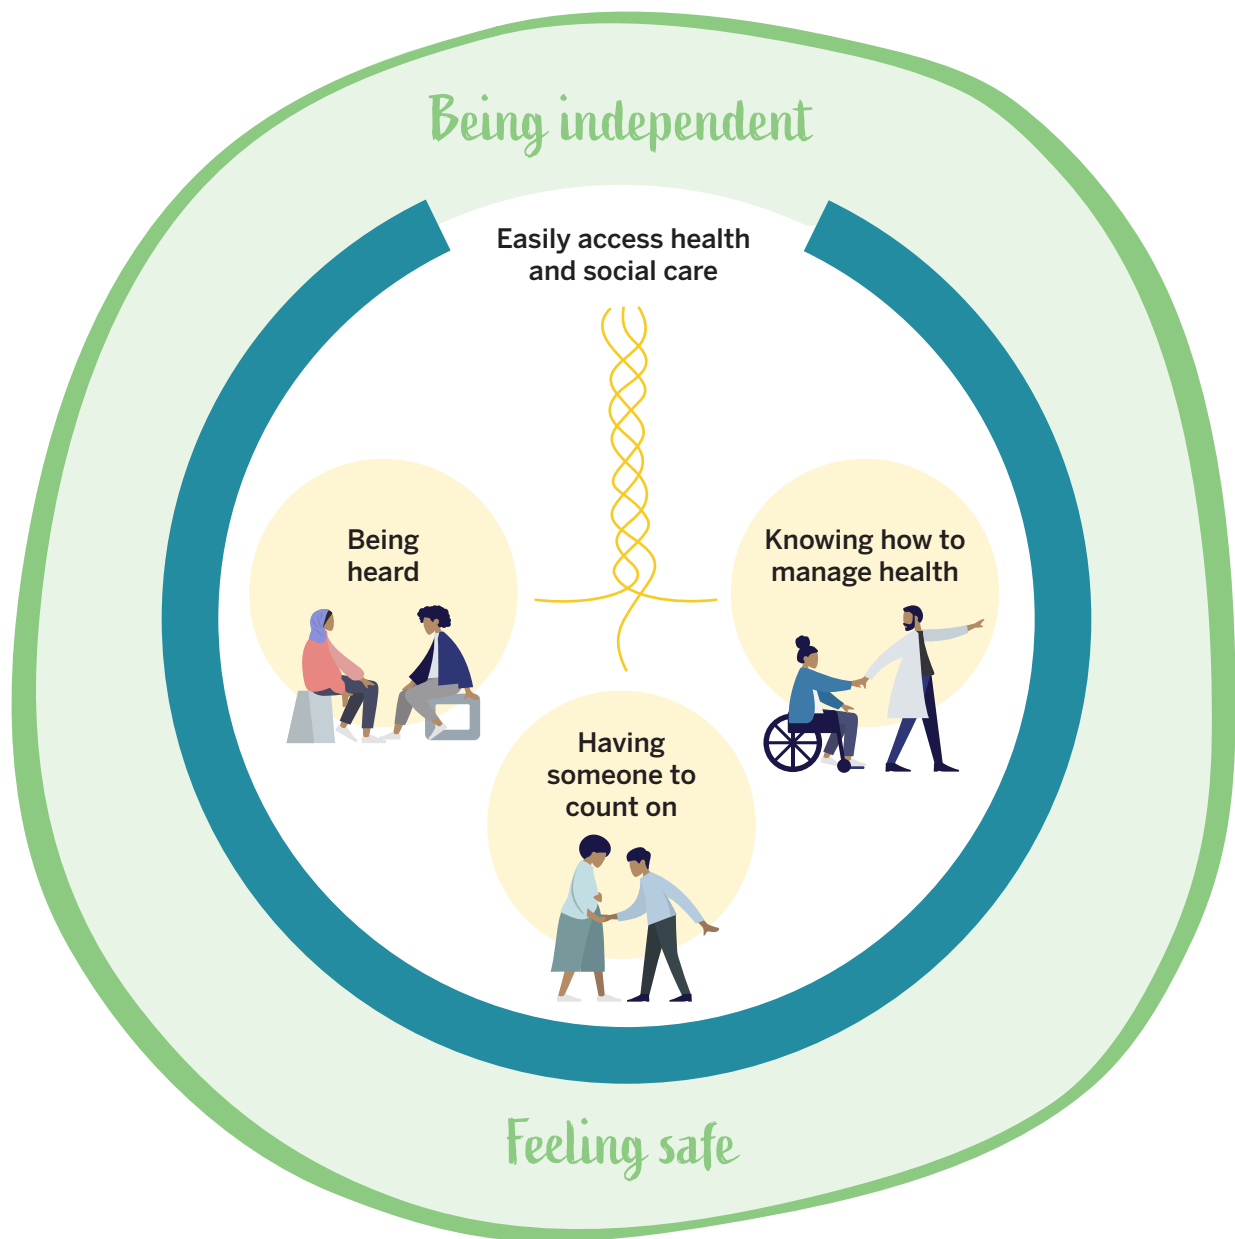 Being independent
Easily access health
and social care
Being
heard
Knowing how to
manage health
Having
someone to
count on
Feeling safe